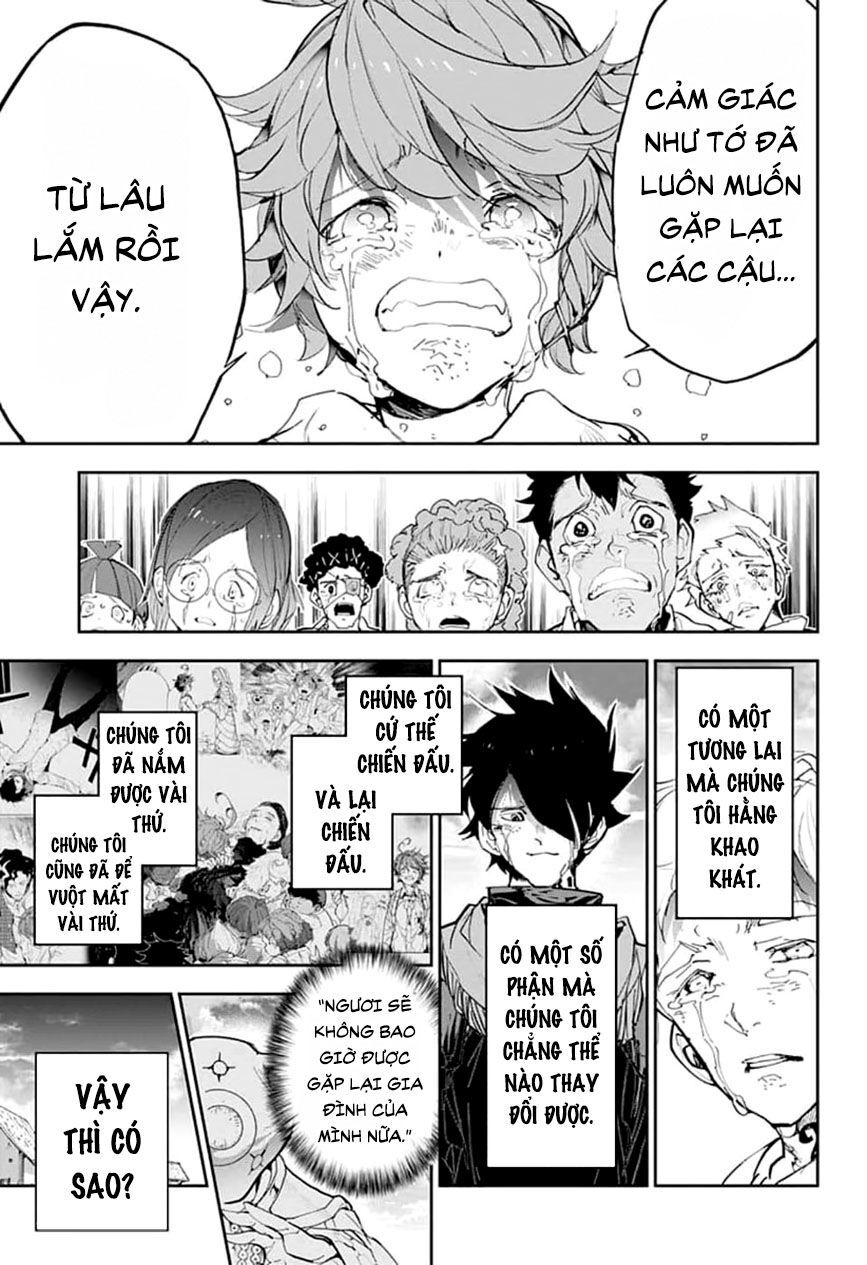 CẢM GIÁC
NHƯ TỚ ĐÃ
LUÔN MUỐN
GẶP LẠI
CÁC CẬU...
TỪ LÂU
LẮM RỒI
VẬY.
CÓ MỘT
TƯƠNG LAI
MÀ CHÚNG
TÔI HẰNG
KHAO
KHÁT.
CÓ MỘT SỐ
PHẬN MÀ
CHÚNG TÔI
CHẲNG THỂ
NÀO THAY
ĐỔI ĐƯỢC.
CHÚNG TÔI
CỨ THẾ
CHIẾN ĐẤU.
VÀ LẠI
CHIẾN
ĐẤU.
CHÚNG TÔI
ĐÃ NẮM
ĐƯỢC VÀI
THỨ.
CHÚNG TÔI
CŨNG ĐÃ ĐỂ
VUỘT MẤT
VÀI THỨ.
"NGƯƠI SẼ
KHÔNG BAO
GIỜ ĐƯỢC
GẶP LẠI GIA
ĐÌNH CỦA
MÌNH NỮA."
VẬY
THÌ CÓ
SAO?